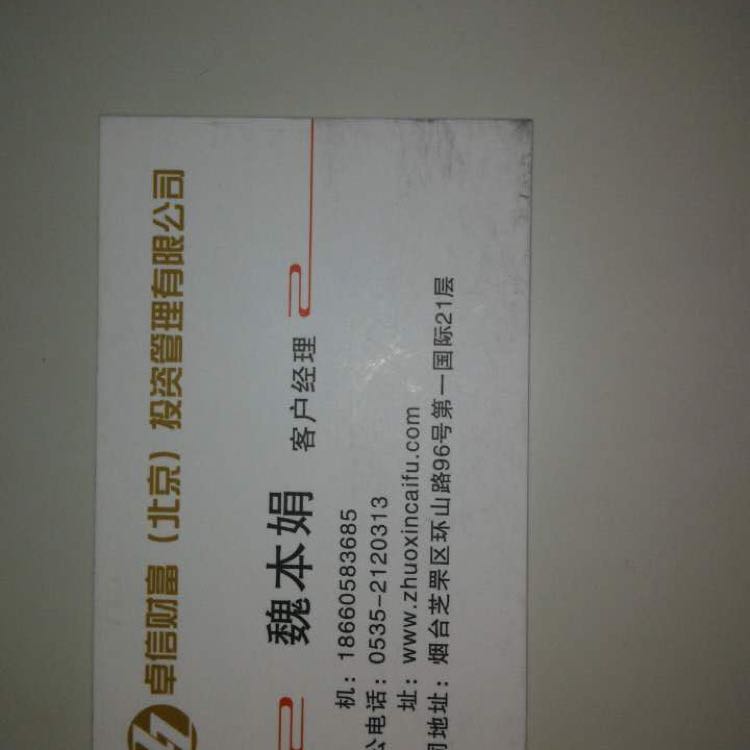 卓信财富（北京）投资管理有限公司
魏本娟 客户经理
机：18660583685
公电话：0535-2120313
址：www.zhuoxincaifu.com
司地址：烟台芝罘区环山路96号第一国际21层